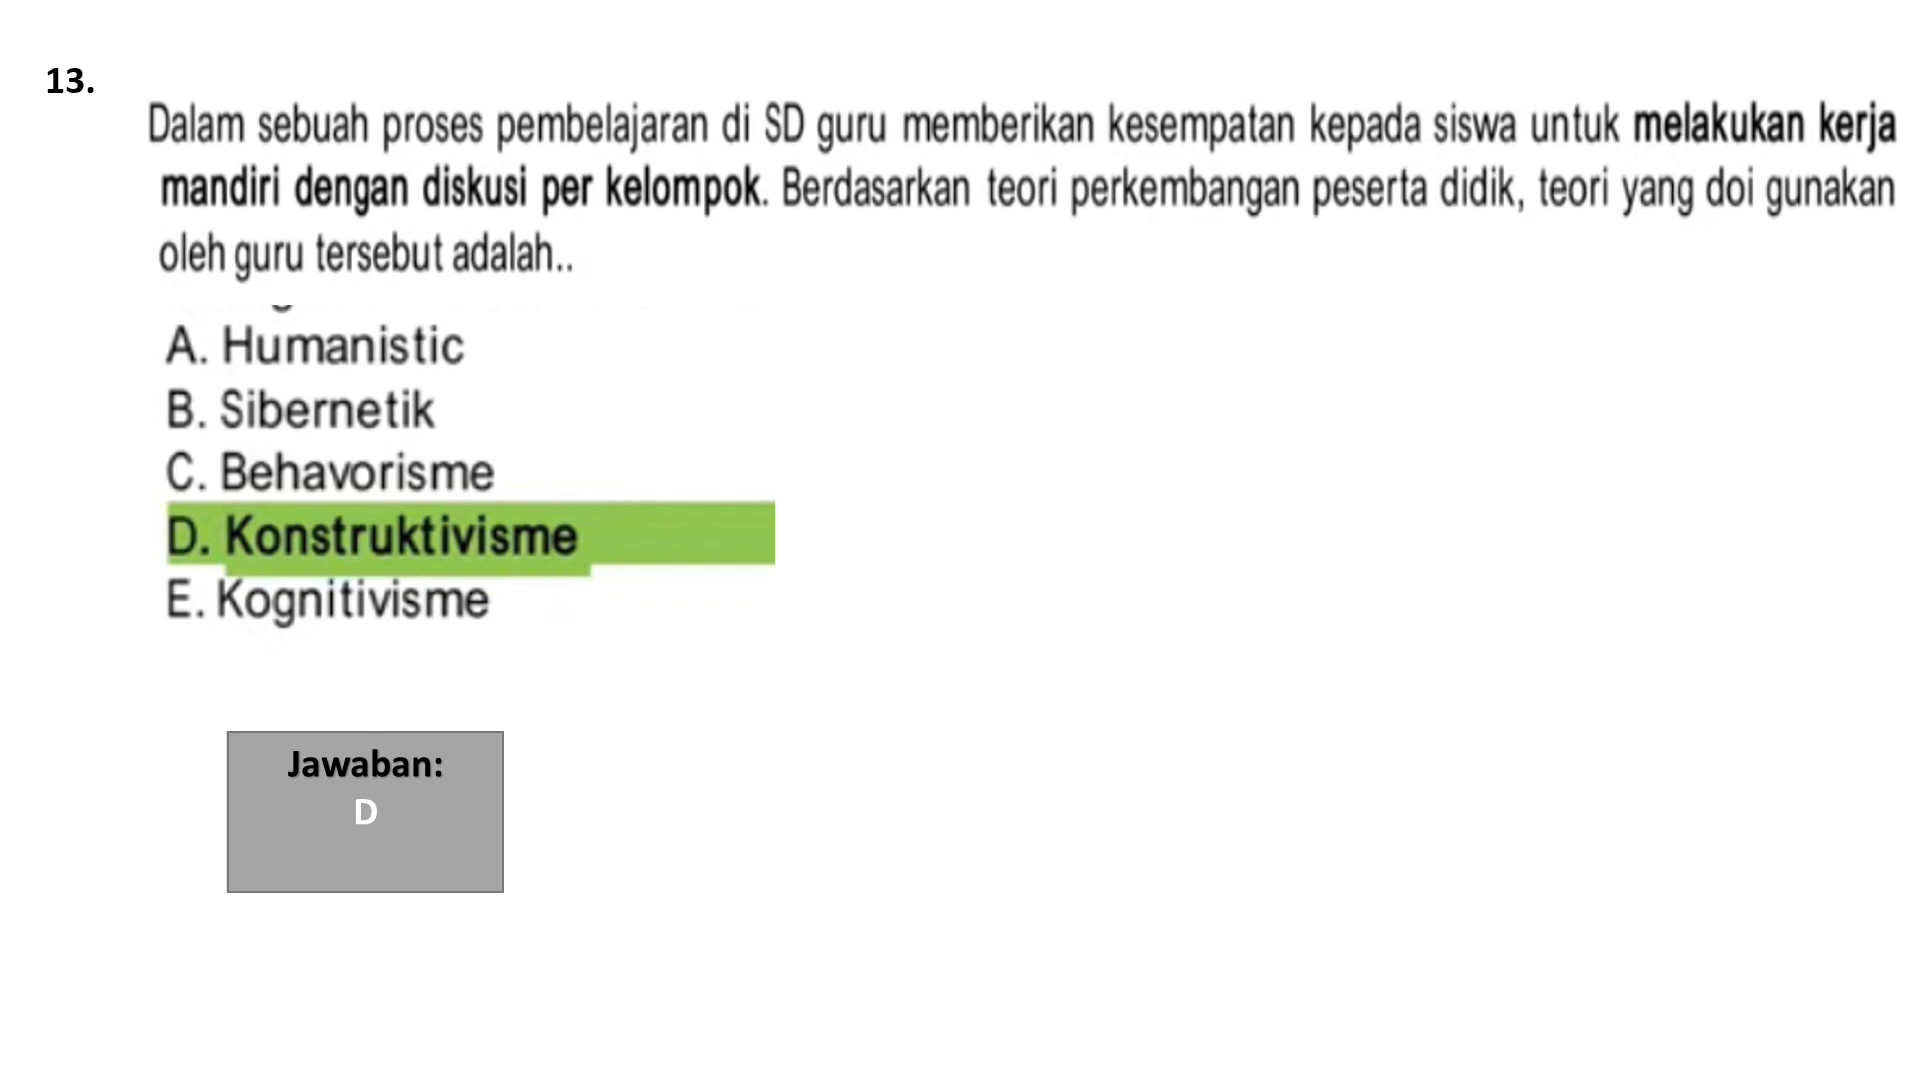 13.
Dalam sebuah proses pembelajaran di SD guru memberikan kesempatan kepada siswa untuk melakukan kerja
mandiri dengan diskusi per kelompok. Berdasarkan teori perkembangan peserta didik, teori yang doi gunakan
oleh guru tersebut adalah..
A. Humanistic
B. Sibernetik
C. Behavorisme
D. Konstruktivisme
E. Kognitivisme
Jawaban:
D